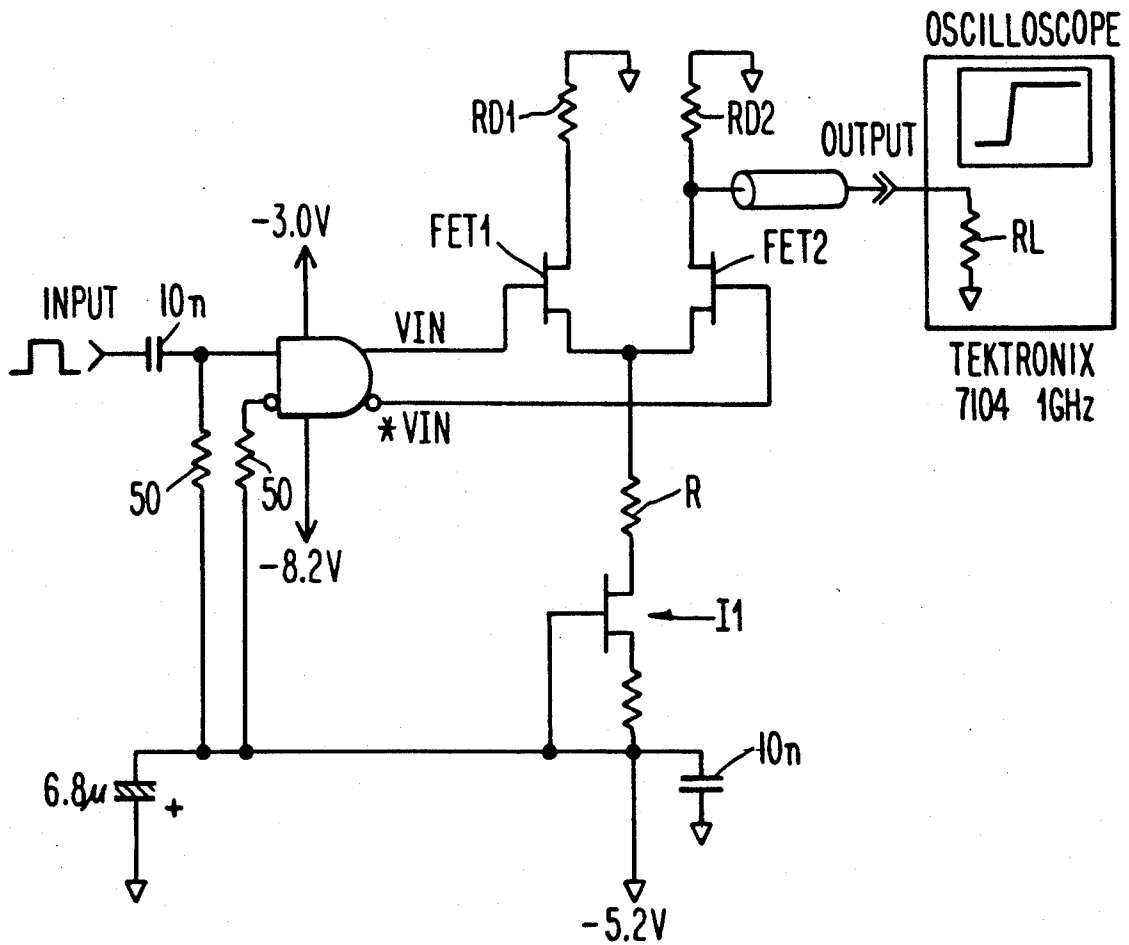 OSCILLOSCOPE
RD1
RD2
OUTPUT
-3.0V
FET1
FET2
RL
INPUT
10n
VIN
TEKTRONIX
7104 1GHz
*VIN
50
50
R
-8.2V
I1
10n
6.8μ
+
-5.2V